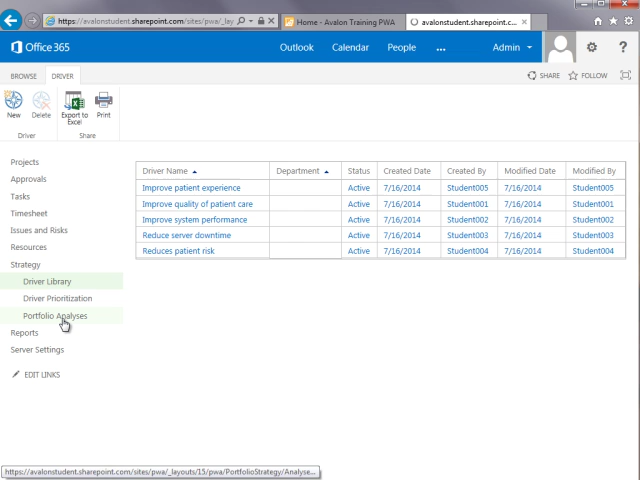 https://avalonstudent.sharepoint.com/sites/pwa/_lay
Home - Avalon Training PWA
avalonstudent.sharepoint.c...
Office 365
Outlook Calendar People ... Admin
BROWSE DRIVER
SHARE FOLLOW
New Delete Export to Excel Print
Driver Share
Projects
Approvals
Tasks
Timesheet
Issues and Risks
Resources
Strategy
Driver Library
Driver Prioritization
Portfolio Analyses
Reports
Server Settings
EDIT LINKS
Driver Name Department Status Created Date Created By Modified Date Modified By
Improve patient experience Active 7/16/2014 Student005 7/16/2014 Student005
Improve quality of patient care Active 7/16/2014 Student001 7/16/2014 Student001
Improve system performance Active 7/16/2014 Student002 7/16/2014 Student002
Reduce server downtime Active 7/16/2014 Student003 7/16/2014 Student003
Reduces patient risk Active 7/16/2014 Student004 7/16/2014 Student004
https://avalonstudent.sharepoint.com/sites/pwa/_layouts/15/pwa/PortfolioStrategy/Analyse...